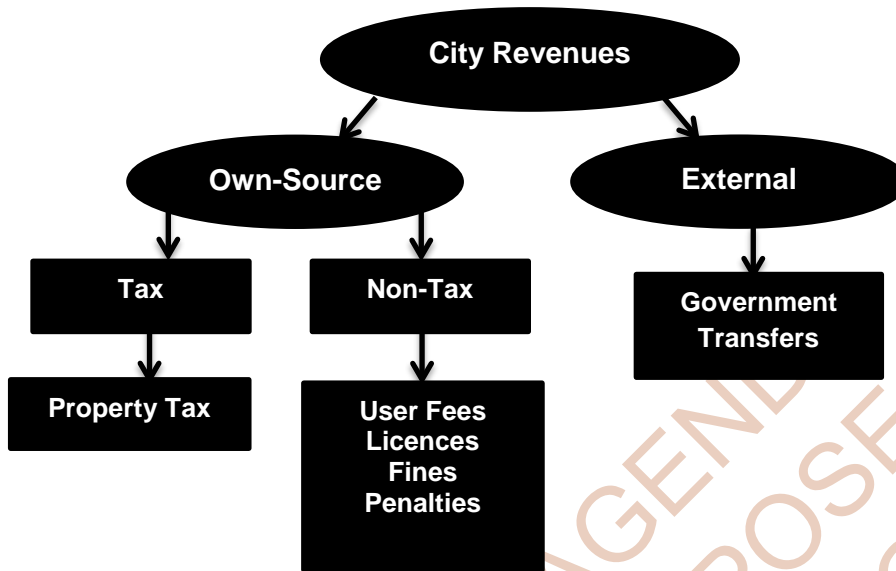 City Revenues
Own-Source
External
Tax
Non-Tax
Government
Transfers
Property Tax
User Fees
Licences
Fines
Penalties